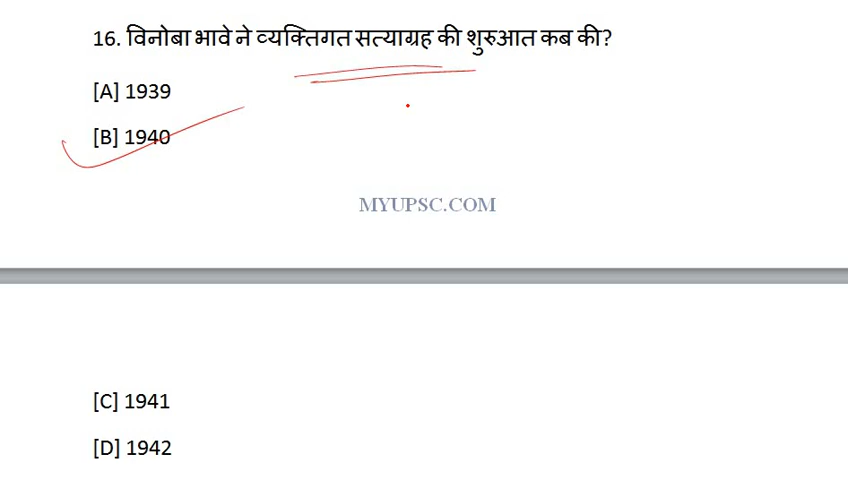 16. विनोबा भावे ने व्यक्तिगत सत्याग्रह की शुरुआत कब की?
[A] 1939
[B] 1940
MYUPSC.COM
[C] 1941
[D] 1942